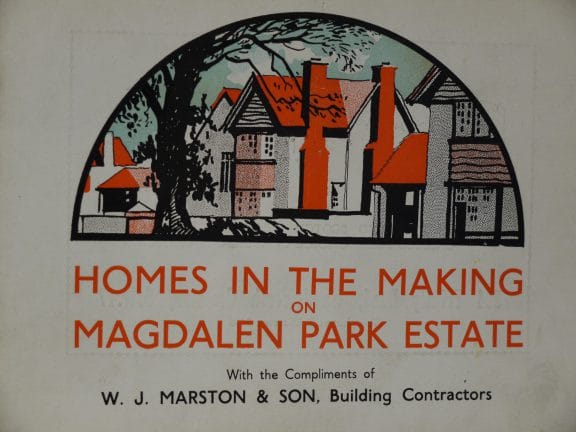 HOMES IN THE MAKING
ON
MAGDALEN PARK ESTATE
With the Compliments of
W. J. MARSTON & SON, Building Contractors